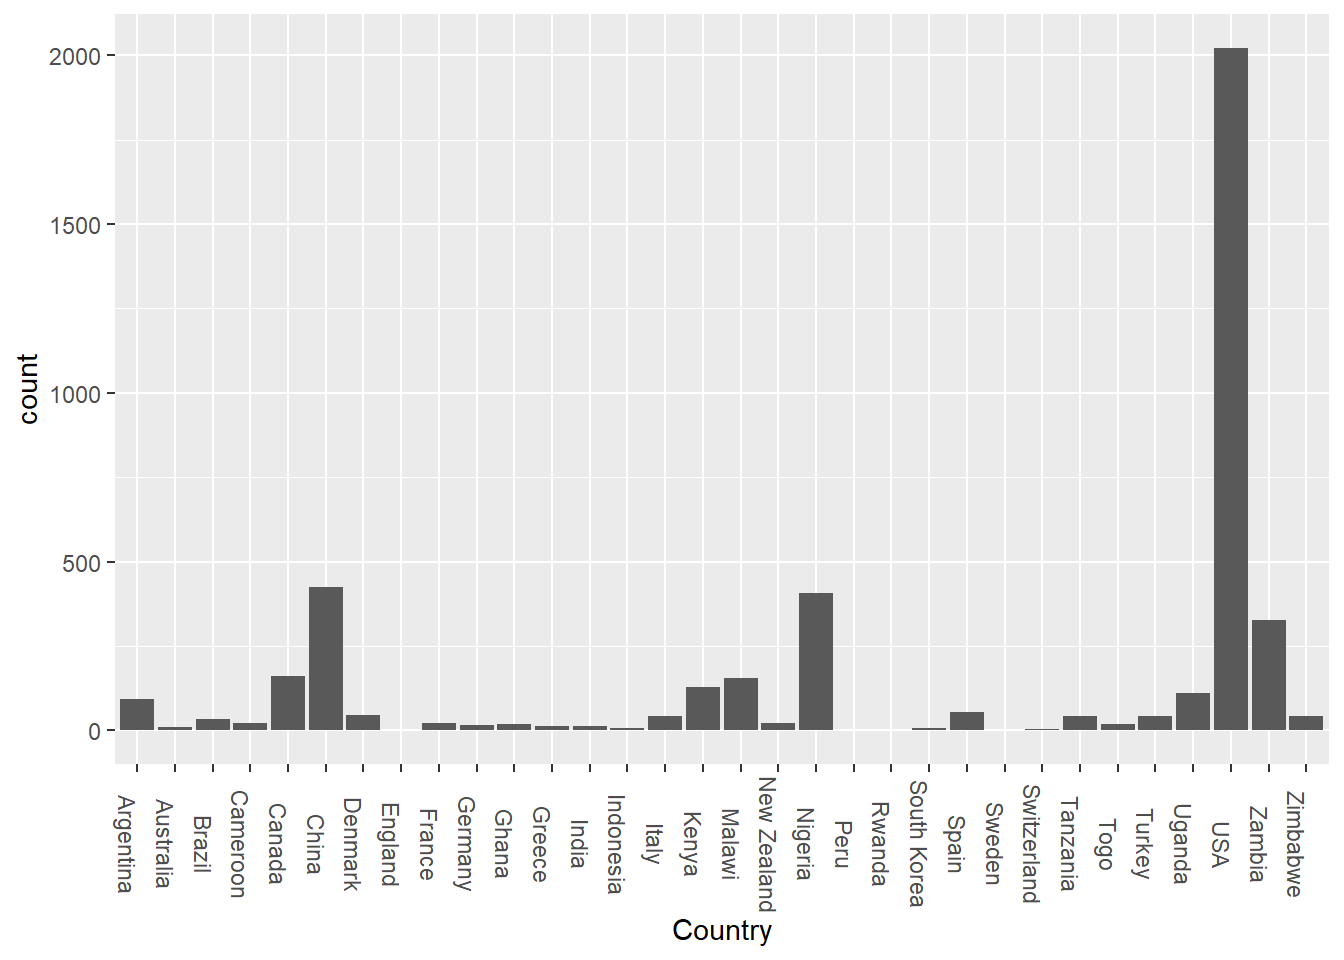 2000
1500
1000
500
0
count
Argentina
Australia
Brazil
Cameroon
Canada
China
Denmark
England
France
Germany
Ghana
Greece
India
Indonesia
Italy
Kenya
Malawi
New Zealand
Nigeria
Peru
Rwanda
South Korea
Spain
Sweden
Switzerland
Tanzania
Togo
Turkey
Uganda
USA
Zambia
Zimbabwe
Country